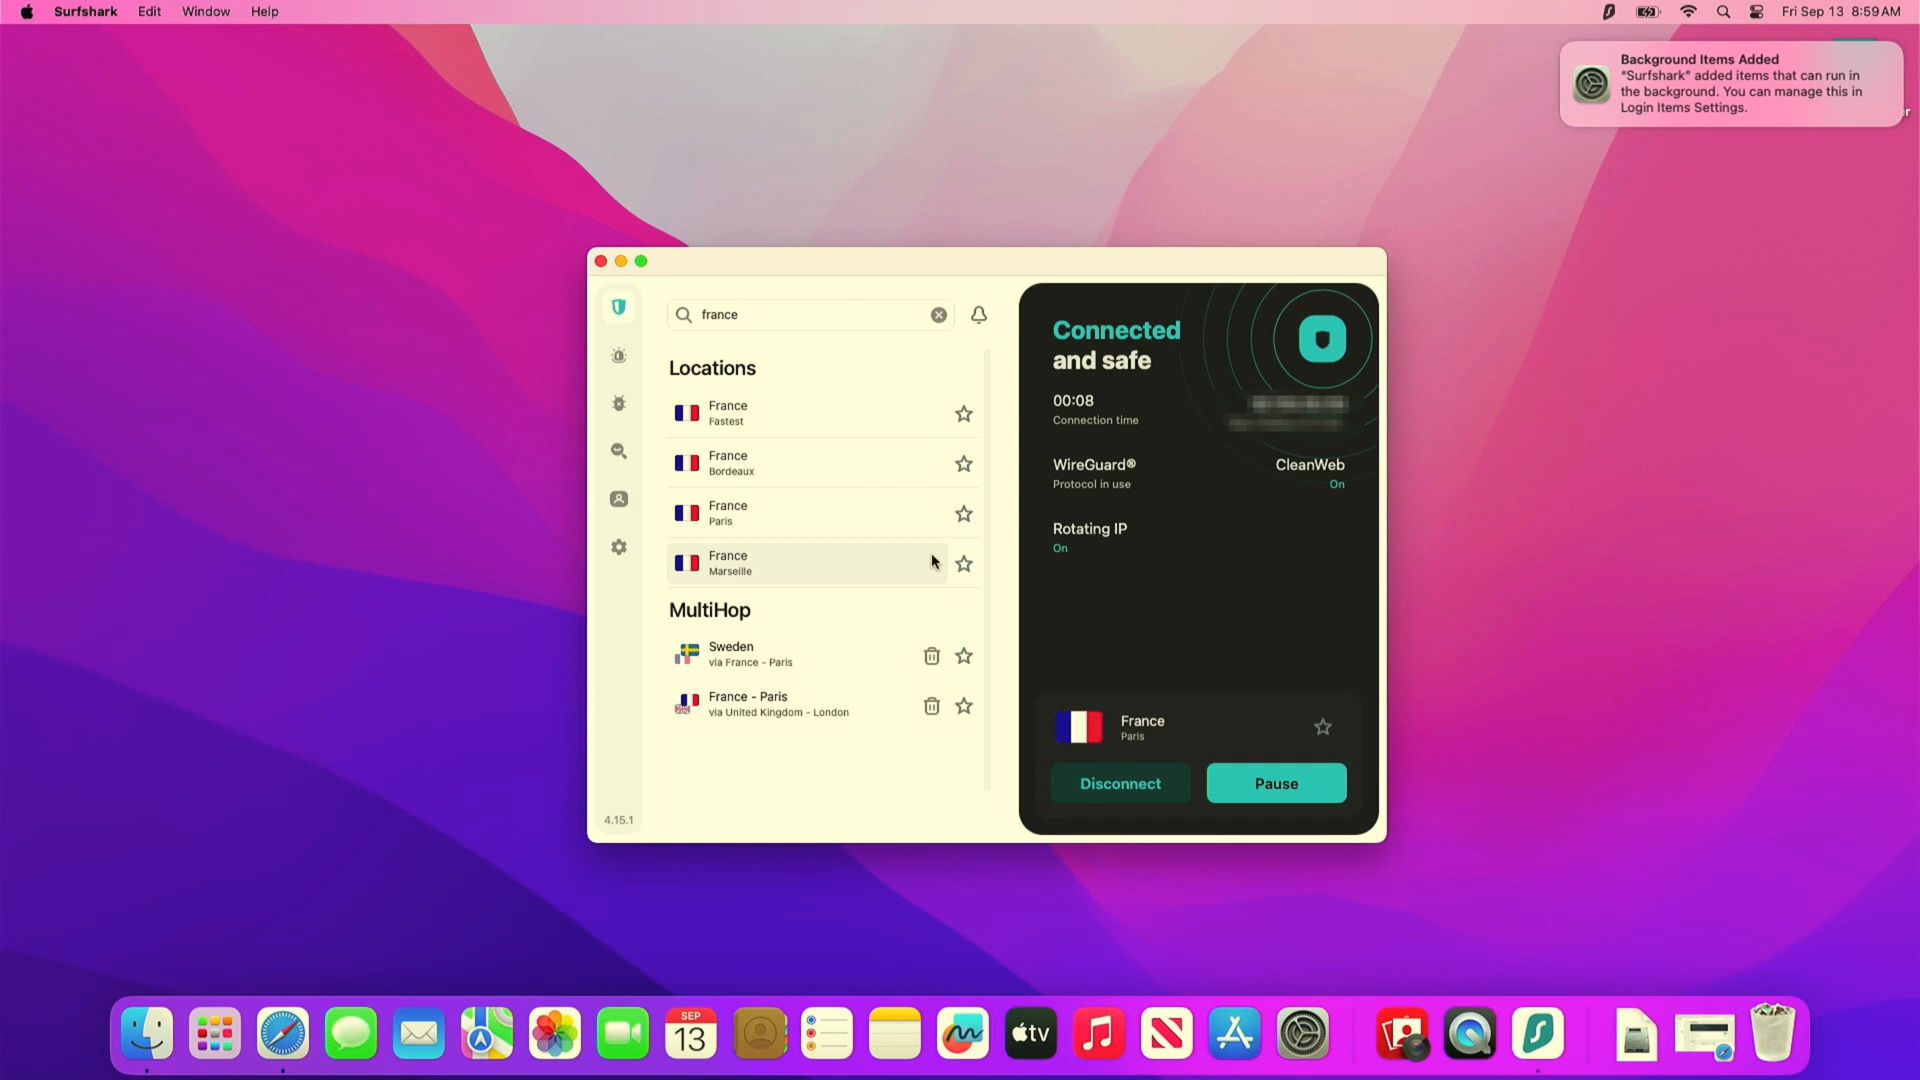 Surfshark Edit Window Help
Fri Sep 13 8:59 AM
Background Items Added
“Surfshark” added items that can run in
the background. You can manage this in
Login Items Settings.
france
Locations
France
Fastest
France
Bordeaux
France
Paris
France
Marseille
MultiHop
Sweden
via France - Paris
France - Paris
via United Kingdom - London
4.15.1
Connected
and safe
00:08
Connection time
WireGuard®
Protocol in use
CleanWeb
On
Rotating IP
On
France
Paris
Disconnect
Pause
SEP
13
tv